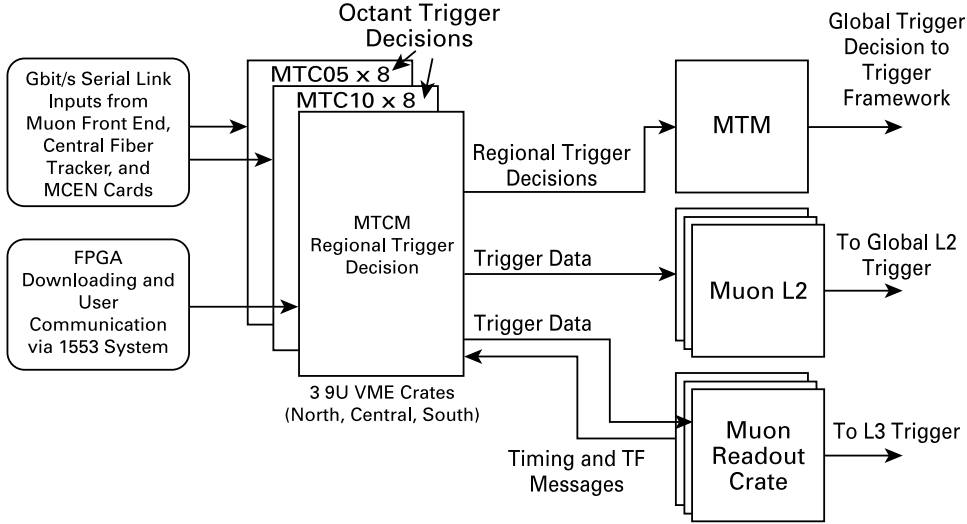 Octant Trigger
Decisions
Global Trigger
Decision to
Trigger
Framework
Gbit/s Serial Link
Inputs from
Muon Front End,
Central Fiber
Tracker, and
MCEN Cards
MTC05 x 8
MTC10 x 8
MTM
Regional Trigger
Decisions
MTCM
Regional Trigger
Decision
FPGA
Downloading and
User
Communication
via 1553 System
Trigger Data
Muon L2
To Global L2
Trigger
Trigger Data
3 9U VME Crates
(North, Central, South)
Timing and TF
Messages
Muon
Readout
Crate
To L3 Trigger